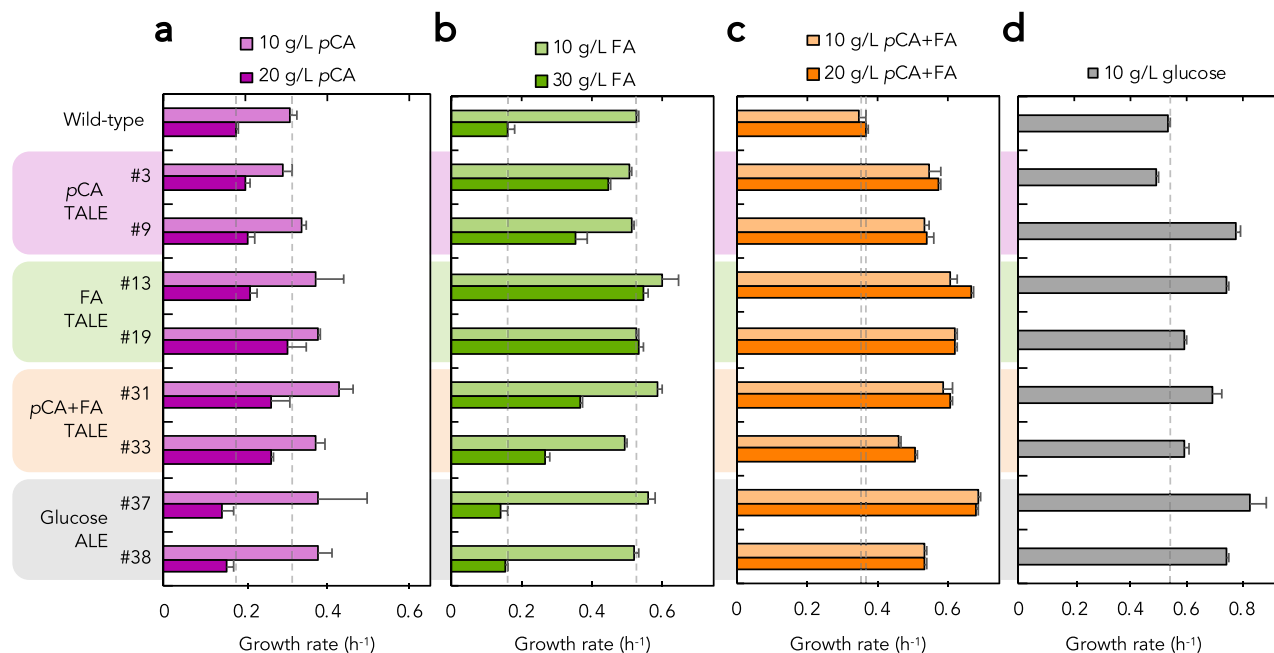 a
10 g/L pCA
20 g/L pCA
b
10 g/L FA
30 g/L FA
c
10 g/L pCA+FA
20 g/L pCA+FA
d
10 g/L glucose
Wild-type
pCA
TALE
#3
#9
FA
TALE
#13
#19
pCA+FA
TALE
#31
#33
Glucose
ALE
#37
#38
0 0.2 0.4 0.6
Growth rate (h⁻¹)
0 0.2 0.4 0.6
Growth rate (h⁻¹)
0 0.4 0.6
Growth rate (h⁻¹)
0 0.2 0.4 0.6 0.8
Growth rate (h⁻¹)